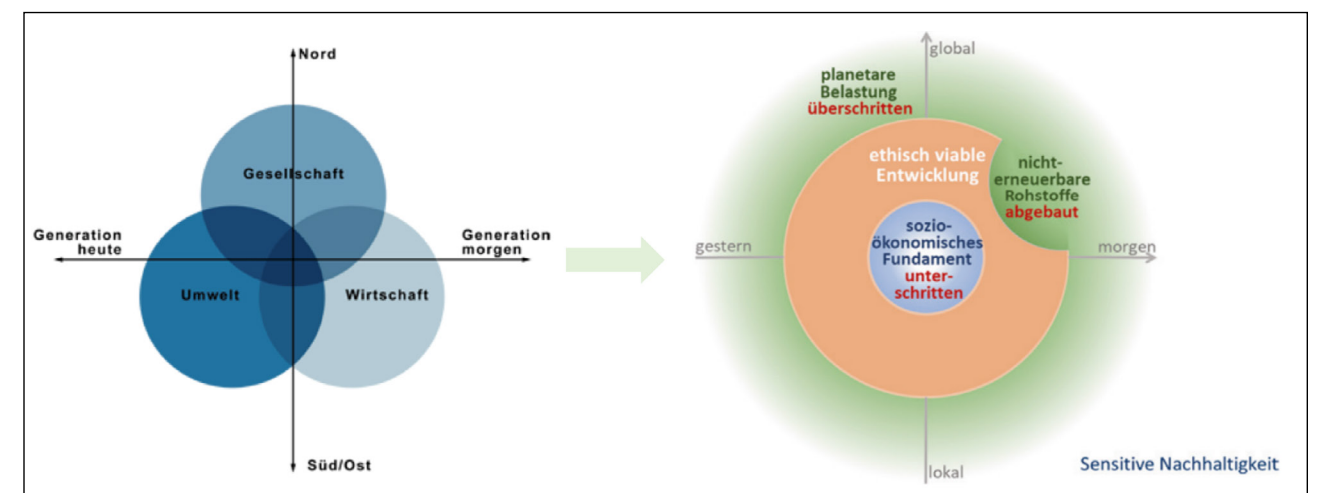 Nord
Gesellschaft
Generation
heute
Generation
morgen
Umwelt
Wirtschaft
Süd/Ost
global
planetare
Belastung
überschritten
ethisch viable
Entwicklung
nicht-
erneuerbare
Rohstoffe
abgebaut
gestern
morgen
sozio-
ökonomisches
Fundament
unter-
schritten
lokal
Sensitive Nachhaltigkeit